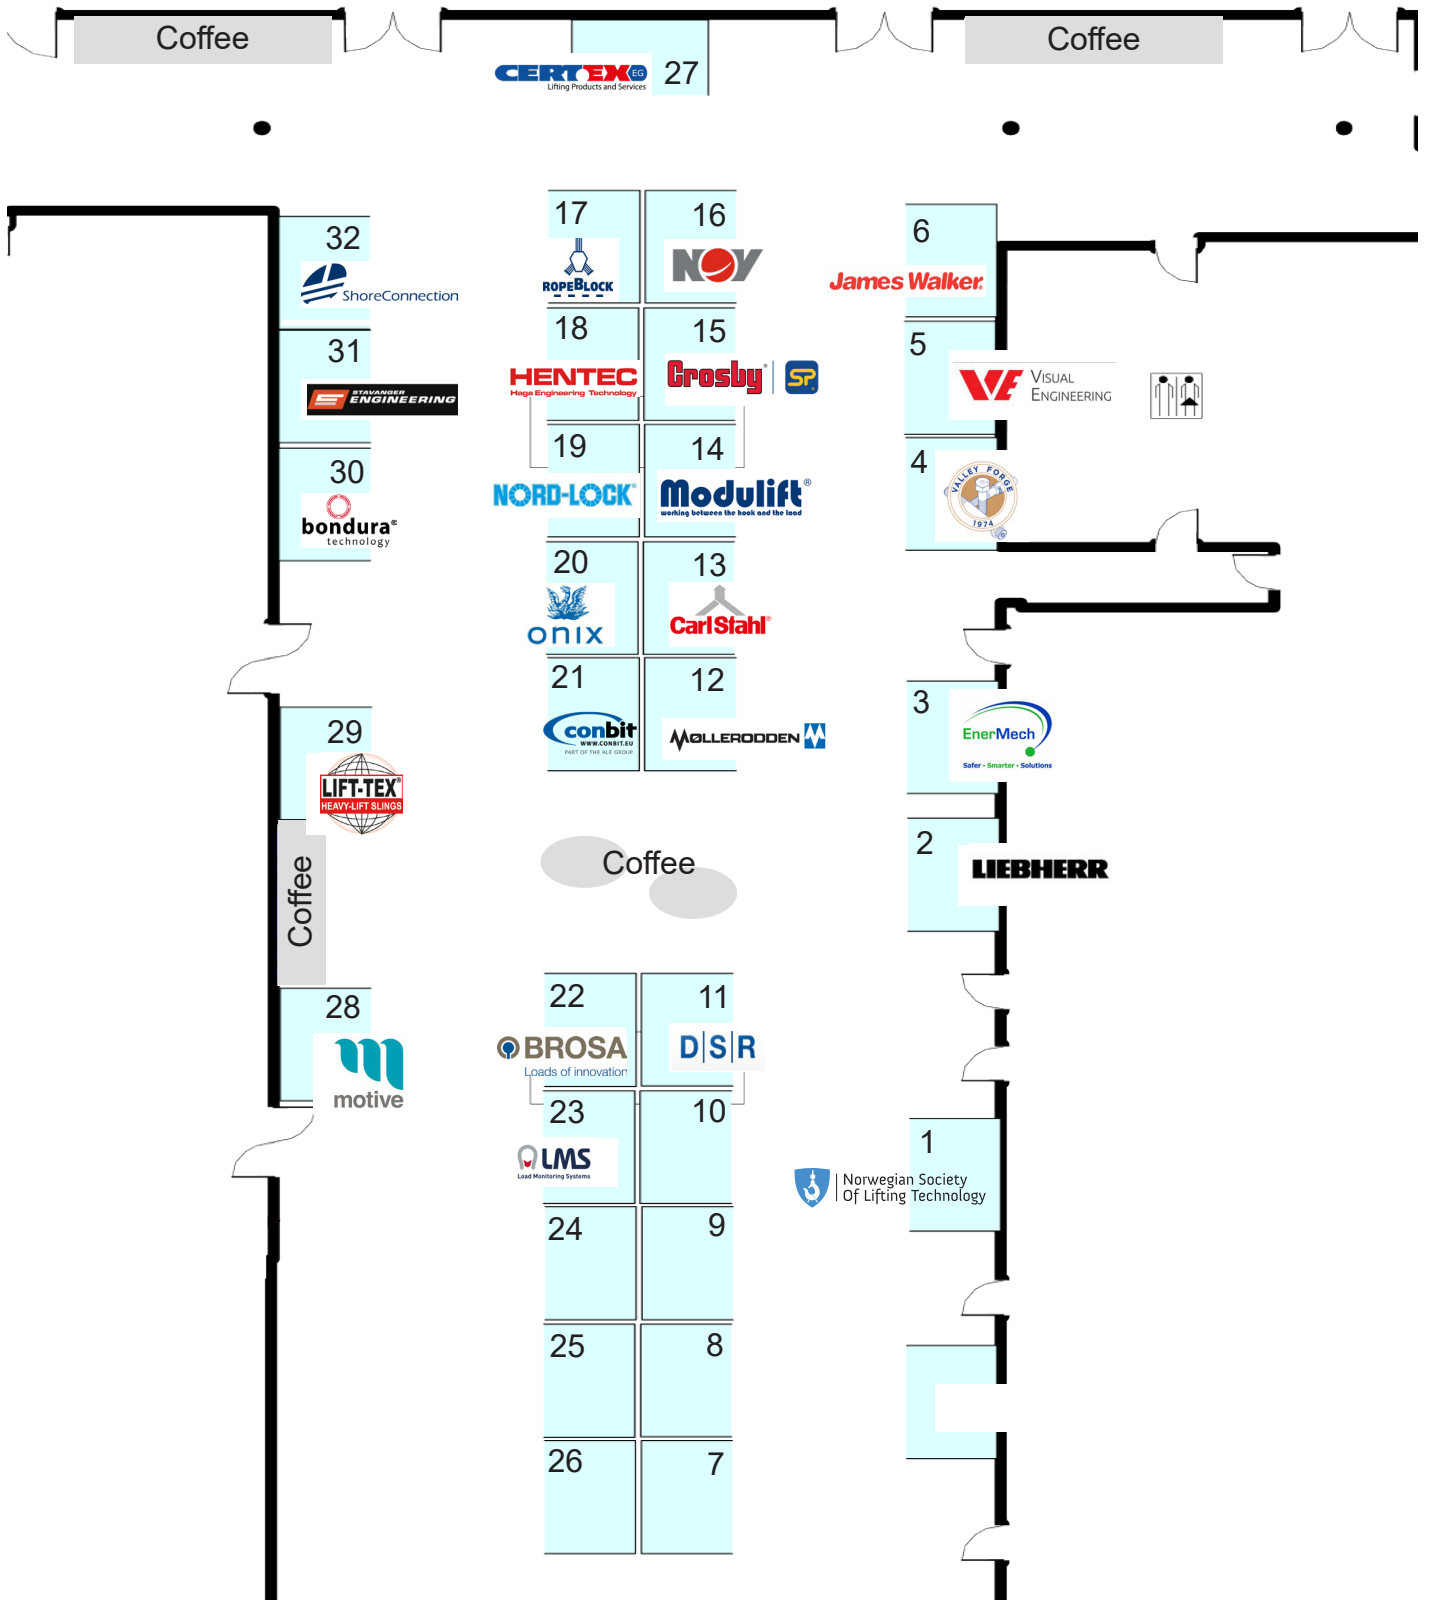 Coffee
Coffee
CERTEX EG
Lifting Products and Services
27
17
ROPEBLOCK
16
NOV
6
James Walker
32
ShoreConnection
18
HENTEC
Haga Engineering Technology
15
Crosby® SP
5
VE VISUAL
ENGINEERING
31
STAVANGER
ENGINEERING
19
NORD-LOCK®
14
Modulift®
working between the hook and the load
4
VALLEY FORGE
1974
30
bondura®
technology
20
onix
13
CarlStahl®
21
conbit
WWW.CONBIT.EU
PART OF THE ALE GROUP
12
MØLLERODDEN
3
EnerMech
Safer · Smarter · Solutions
29
LIFT-TEX®
HEAVY-LIFT SLINGS
Coffee
Coffee
2
LIEBHERR
28
motive
22
BROSA
Loads of innovation
11
D|S|R
23
LMS
Load Monitoring Systems
10
1
Norwegian Society
Of Lifting Technology
24
9
25
8
26
7